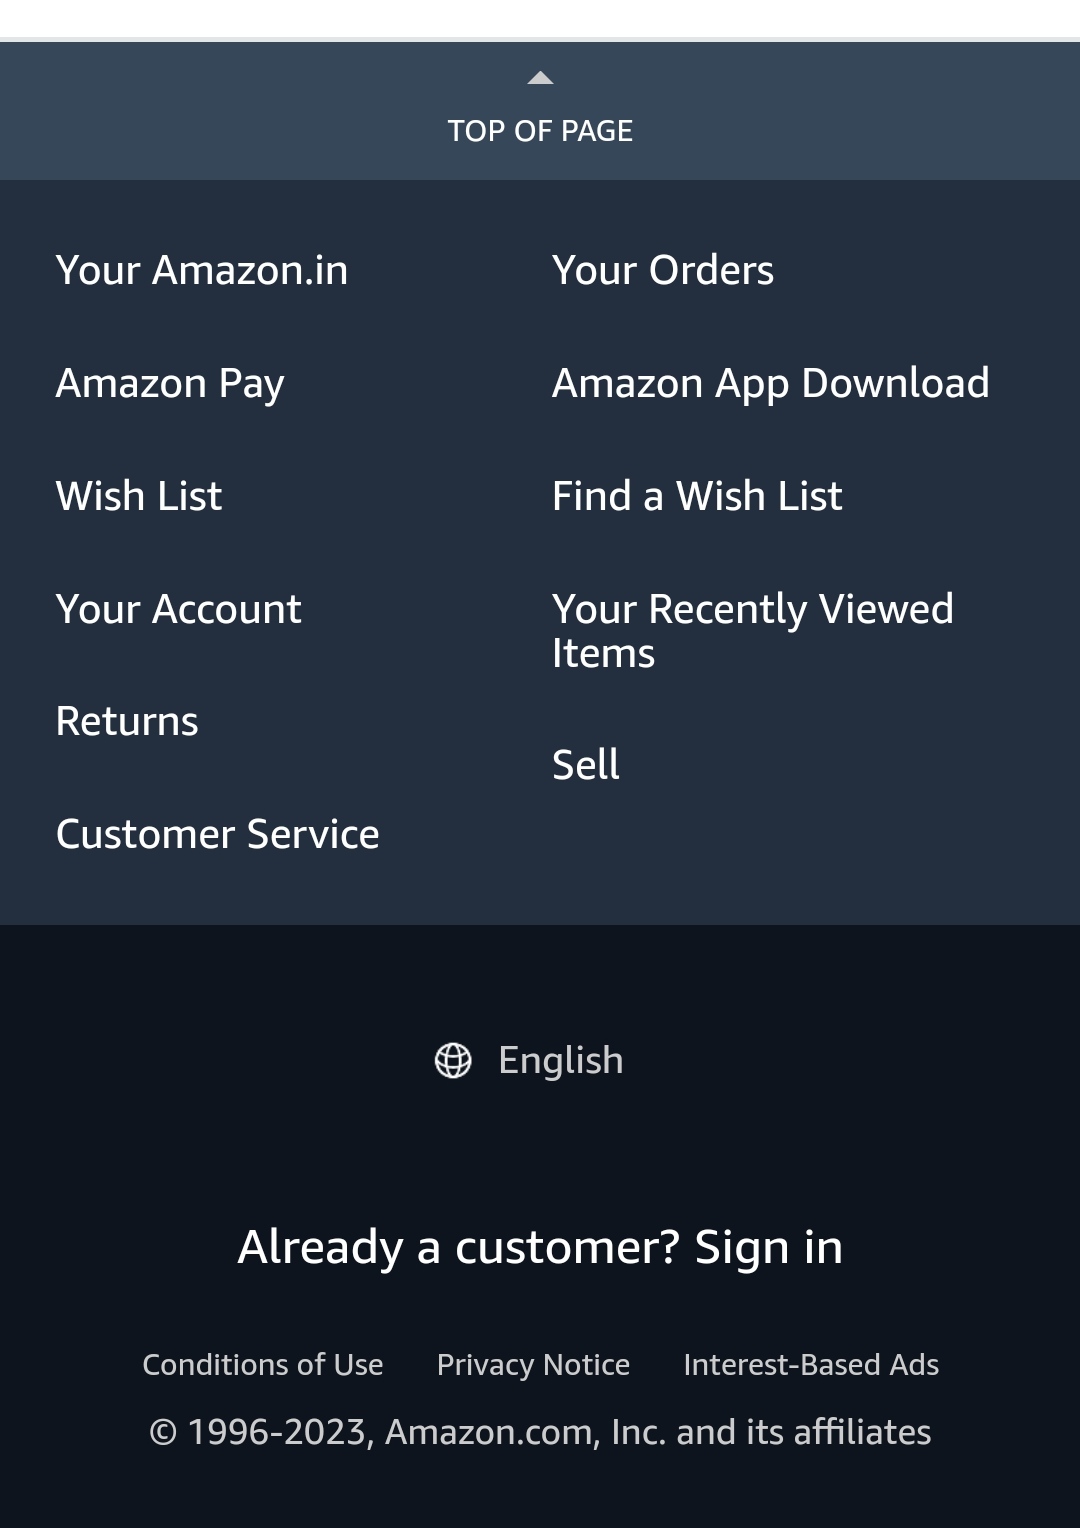 TOP OF PAGE
Your Amazon.in
Your Orders
Amazon Pay
Amazon App Download
Wish List
Find a Wish List
Your Account
Your Recently Viewed
Items
Returns
Sell
Customer Service
English
Already a customer? Sign in
Conditions of Use Privacy Notice Interest-Based Ads
© 1996-2023, Amazon.com, Inc. and its affiliates